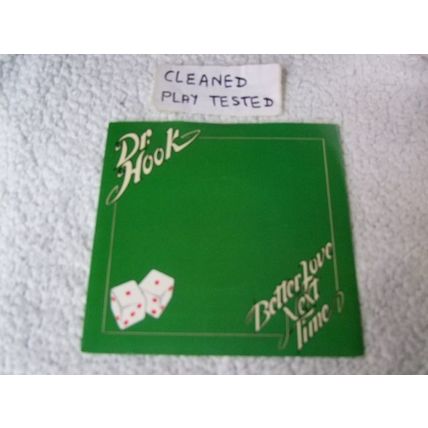 CLEANED
PLAY TESTED
Dr.
Hook
Better Love
Next
Time